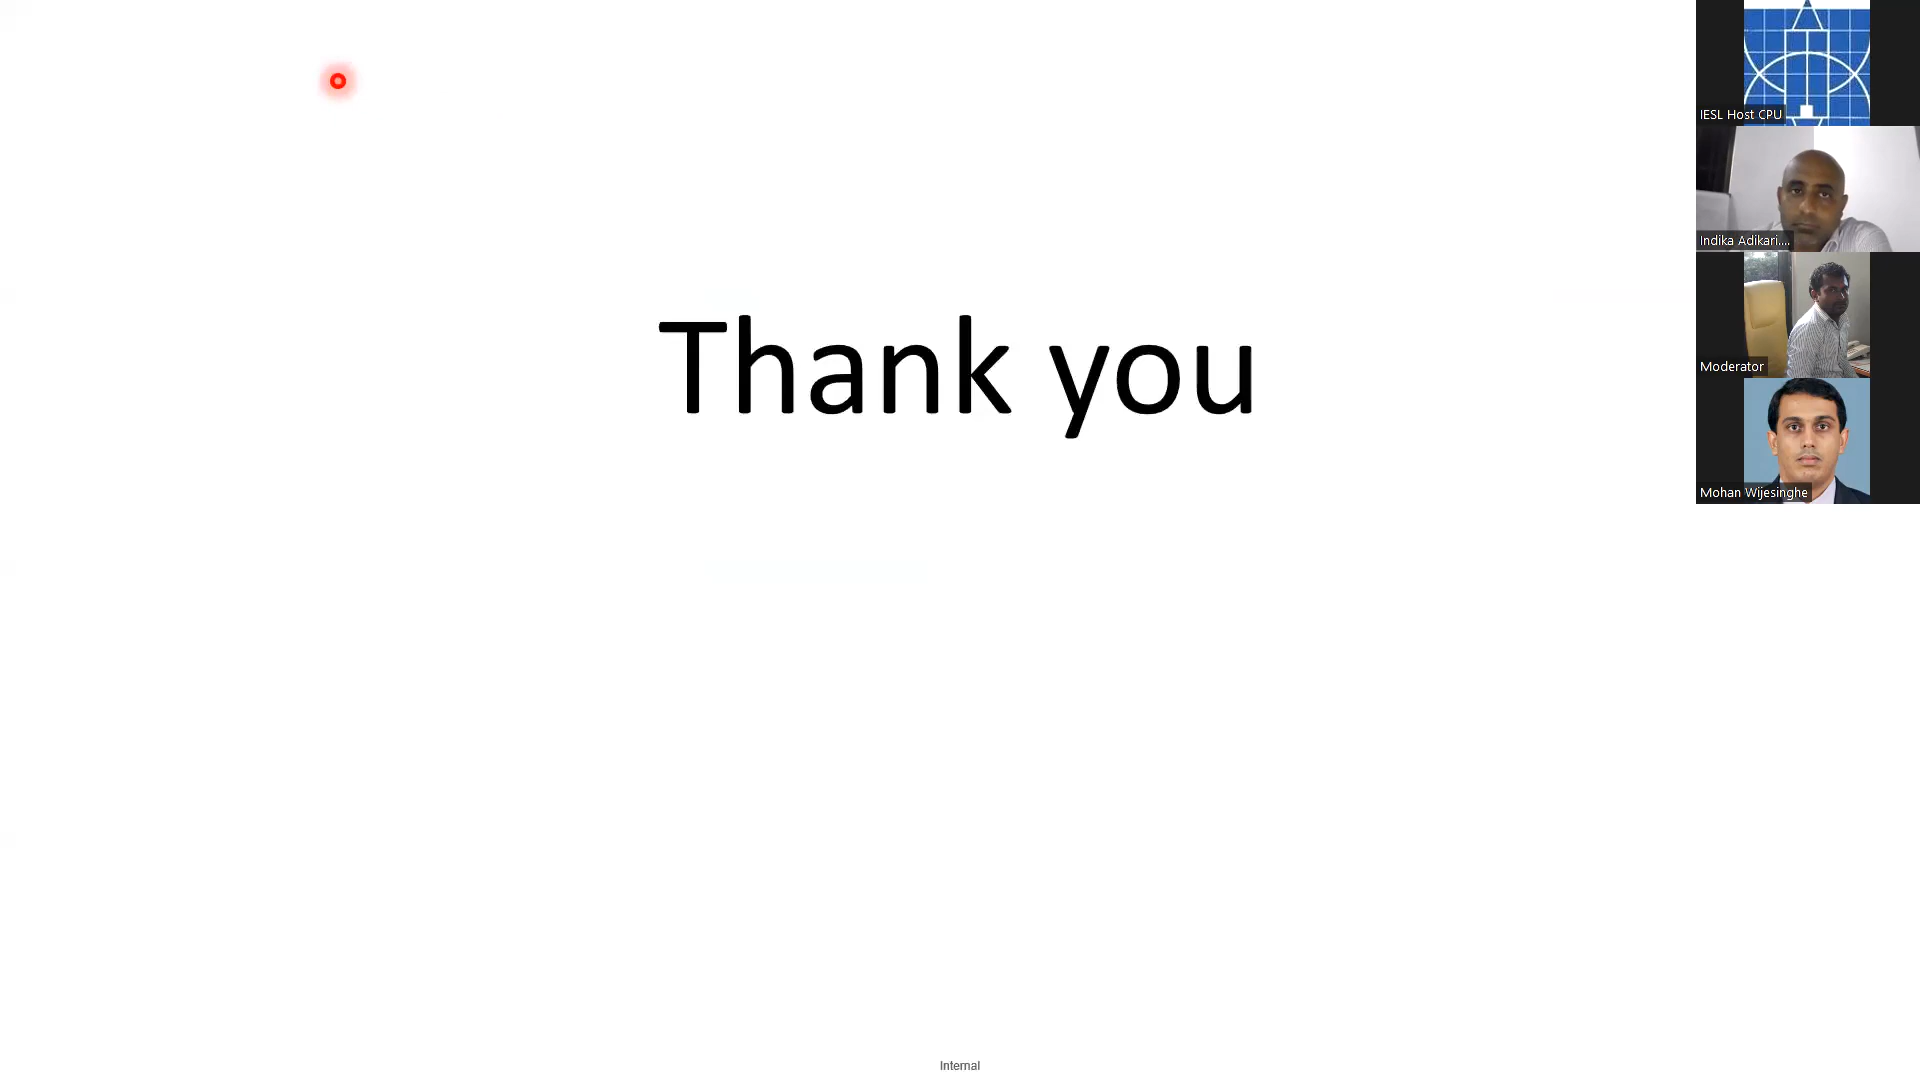 Thank you
IESL Host CPU
Indika Adikari....
Moderator
Mohan Wijesinghe
Internal